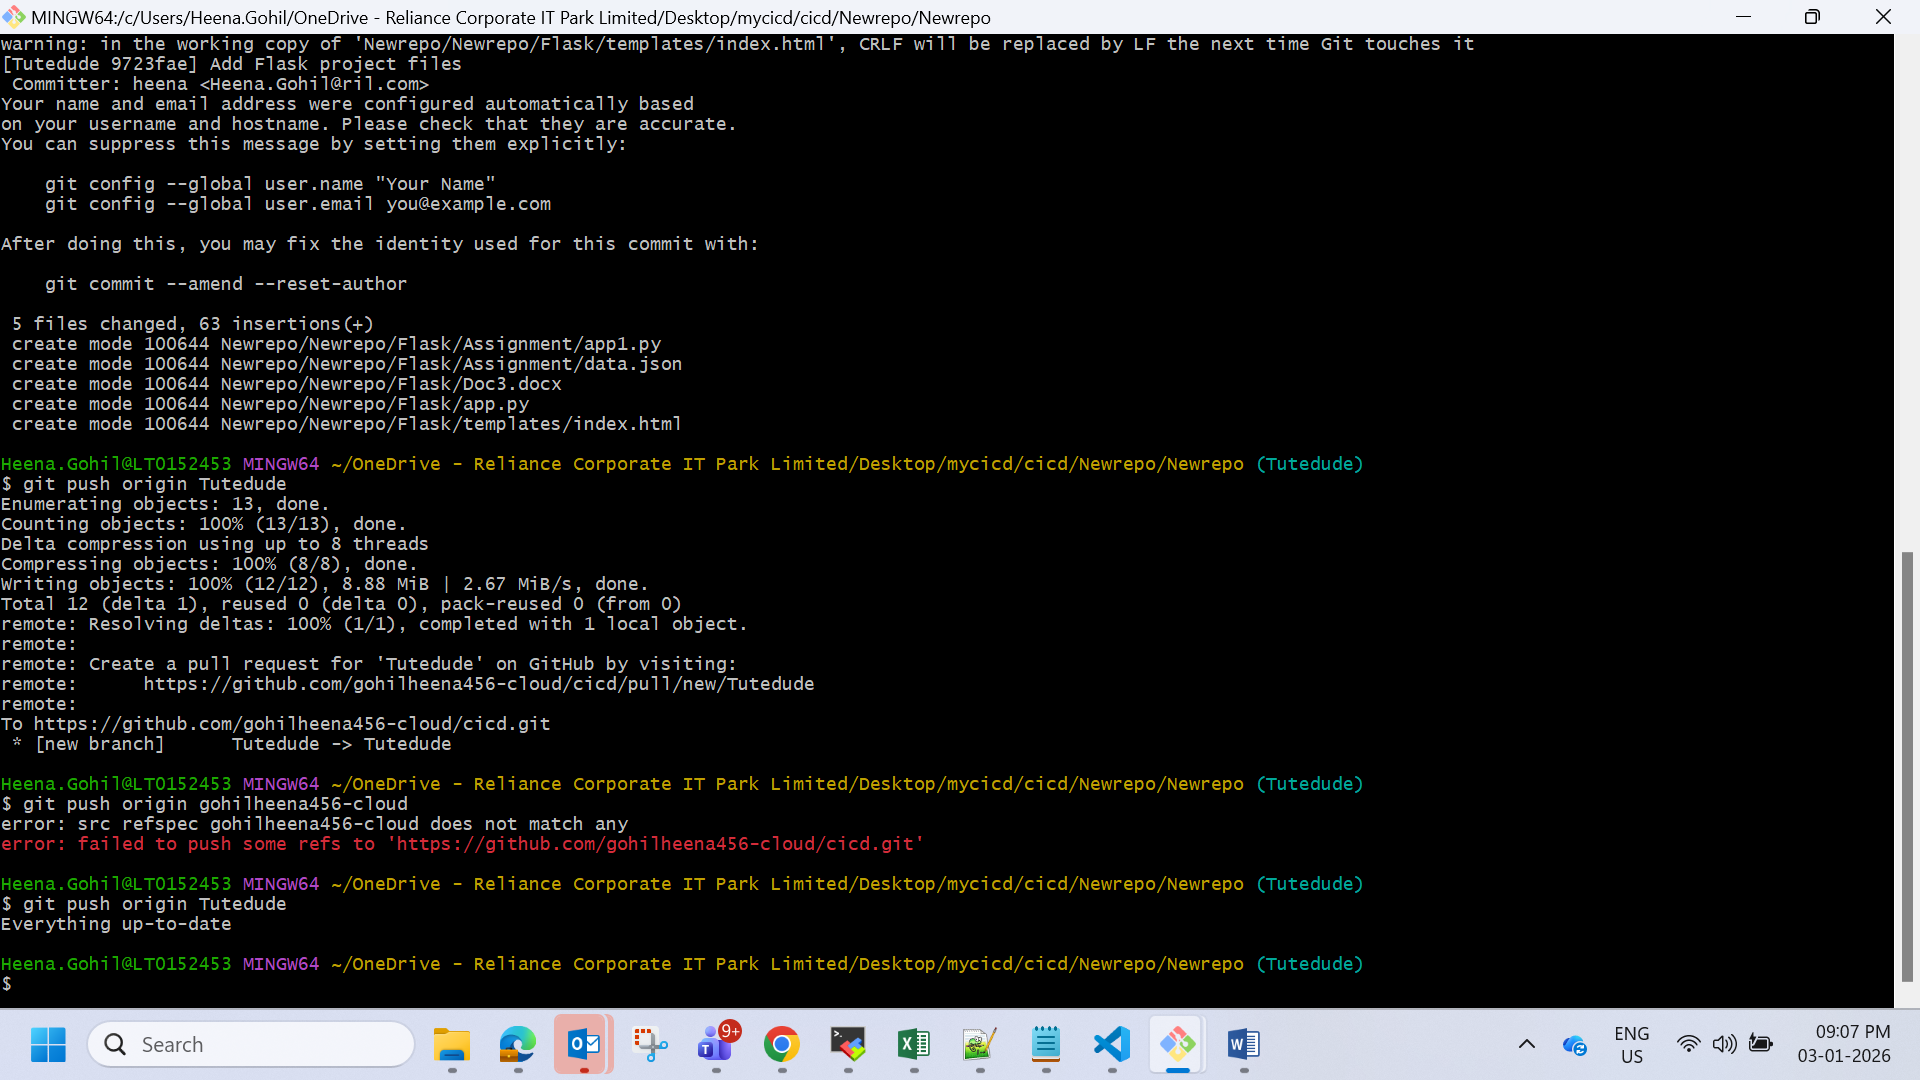 MINGW64:/c/Users/Heena.Gohil/OneDrive - Reliance Corporate IT Park Limited/Desktop/mycicd/cicd/Newrepo/Newrepo
warning: in the working copy of 'Newrepo/Newrepo/Flask/templates/index.html', CRLF will be replaced by LF the next time Git touches it
[Tutedude 9723fae] Add Flask project files
 Committer: heena <Heena.Gohil@ril.com>
Your name and email address were configured automatically based
on your username and hostname. Please check that they are accurate.
You can suppress this message by setting them explicitly:

    git config --global user.name "Your Name"
    git config --global user.email you@example.com

After doing this, you may fix the identity used for this commit with:

    git commit --amend --reset-author

 5 files changed, 63 insertions(+)
 create mode 100644 Newrepo/Newrepo/Flask/Assignment/app1.py
 create mode 100644 Newrepo/Newrepo/Flask/Assignment/data.json
 create mode 100644 Newrepo/Newrepo/Flask/Doc3.docx
 create mode 100644 Newrepo/Newrepo/Flask/app.py
 create mode 100644 Newrepo/Newrepo/Flask/templates/index.html

Heena.Gohil@LT0152453 MINGW64 ~/OneDrive - Reliance Corporate IT Park Limited/Desktop/mycicd/cicd/Newrepo/Newrepo (Tutedude)
$ git push origin Tutedude
Enumerating objects: 13, done.
Counting objects: 100% (13/13), done.
Delta compression using up to 8 threads
Compressing objects: 100% (8/8), done.
Writing objects: 100% (12/12), 8.88 MiB | 2.67 MiB/s, done.
Total 12 (delta 1), reused 0 (delta 0), pack-reused 0 (from 0)
remote: Resolving deltas: 100% (1/1), completed with 1 local object.
remote:
remote: Create a pull request for 'Tutedude' on GitHub by visiting:
remote:      https://github.com/gohilheena456-cloud/cicd/pull/new/Tutedude
remote:
To https://github.com/gohilheena456-cloud/cicd.git
 * [new branch]      Tutedude -> Tutedude

Heena.Gohil@LT0152453 MINGW64 ~/OneDrive - Reliance Corporate IT Park Limited/Desktop/mycicd/cicd/Newrepo/Newrepo (Tutedude)
$ git push origin gohilheena456-cloud
error: src refspec gohilheena456-cloud does not match any
error: failed to push some refs to 'https://github.com/gohilheena456-cloud/cicd.git'

Heena.Gohil@LT0152453 MINGW64 ~/OneDrive - Reliance Corporate IT Park Limited/Desktop/mycicd/cicd/Newrepo/Newrepo (Tutedude)
$ git push origin Tutedude
Everything up-to-date

Heena.Gohil@LT0152453 MINGW64 ~/OneDrive - Reliance Corporate IT Park Limited/Desktop/mycicd/cicd/Newrepo/Newrepo (Tutedude)
$
Search
9+
ENG
US
09:07 PM
03-01-2026